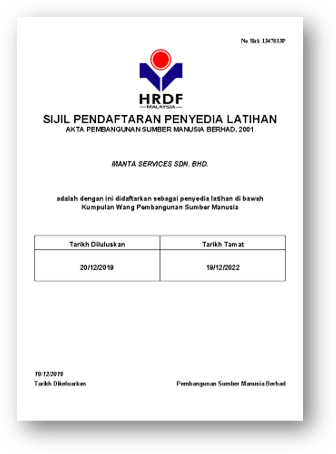 No Siri: 1347613P
HRDF
MALAYSIA
SIJIL PENDAFTARAN PENYEDIA LATIHAN
AKTA PEMBANGUNAN SUMBER MANUSIA BERHAD, 2001
MANTA SERVICES SDN. BHD.
adalah dengan ini didaftarkan sebagai penyedia latihan di bawah
Kumpulan Wang Pembangunan Sumber Manusia
Tarikh Diluluskan Tarikh Tamat
20/12/2019 19/12/2022
19/12/2019
Tarikh Dikeluarkan Pembangunan Sumber Manusia Berhad